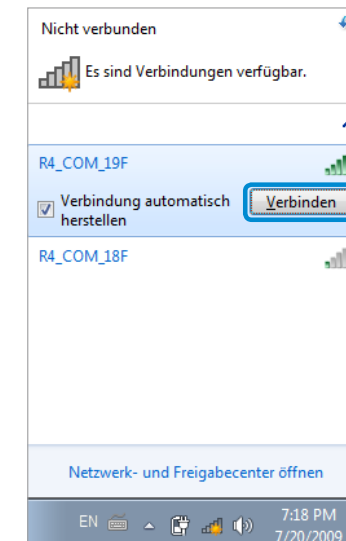 Nicht verbunden
Es sind Verbindungen verfügbar.
R4_COM_19F
Verbindung automatisch
herstellen
Verbinden
R4_COM_18F
Netzwerk- und Freigabecenter öffnen
EN
7:18 PM
7/20/2009